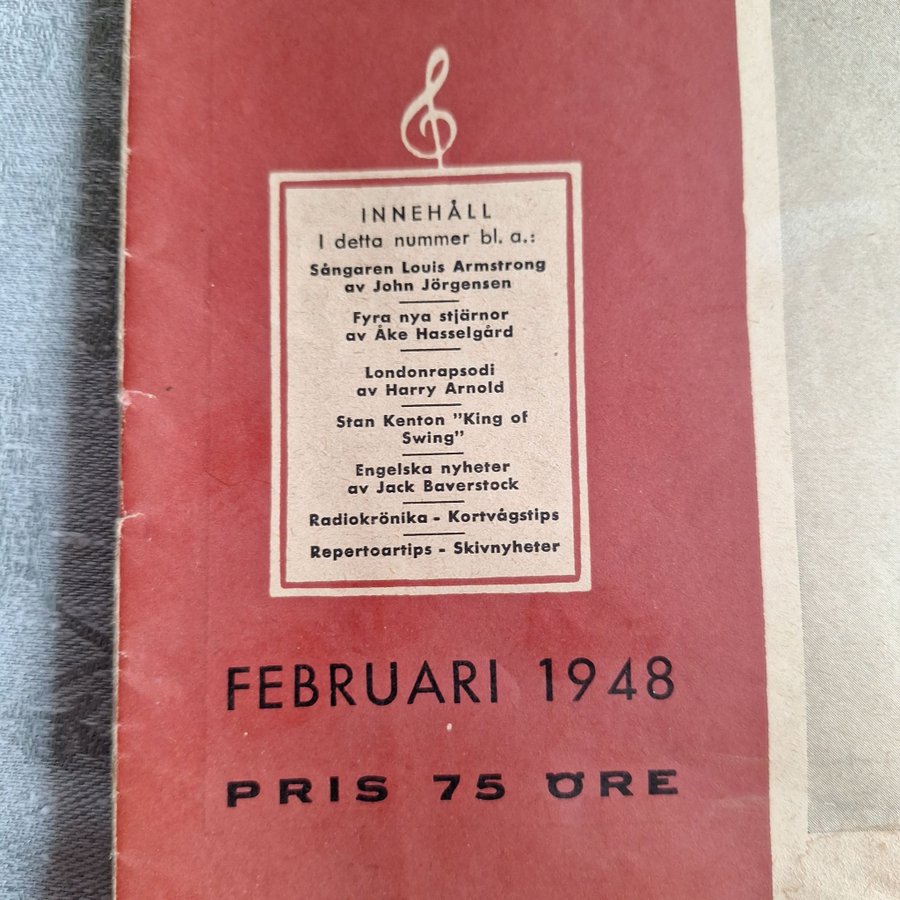 INNEHÅLL
I detta nummer bl. a.:
Sångaren Louis Armstrong
av John Jörgensen
Fyra nya stjärnor
av Åke Hasselgård
Londonrapsodi
av Harry Arnold
Stan Kenton "King of
Swing"
Engelska nyheter
av Jack Baverstock
Radiokrönika - Kortvågstips
Repertoartips - Skivnyheter
FEBRUARI 1948
PRIS 75 ÖRE